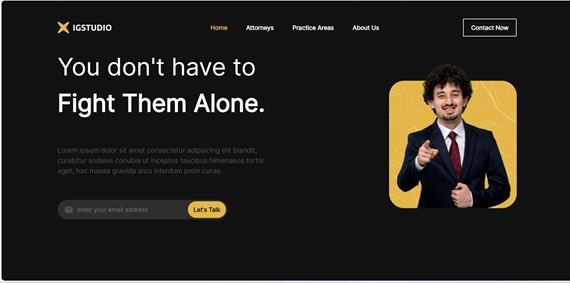 IGSTUDIO
Home Attorneys Practice Areas About Us
Contact Now
You don't have to
Fight Them Alone.
Lorem ipsum dolor sit amet consectetur adipiscing elit blandit,
curabitur sodales conubia ut inceptos faucibus himenaeos tortor
eget, hac massa gravida arcu interdum proin curae.
enter your email address
Let's Talk